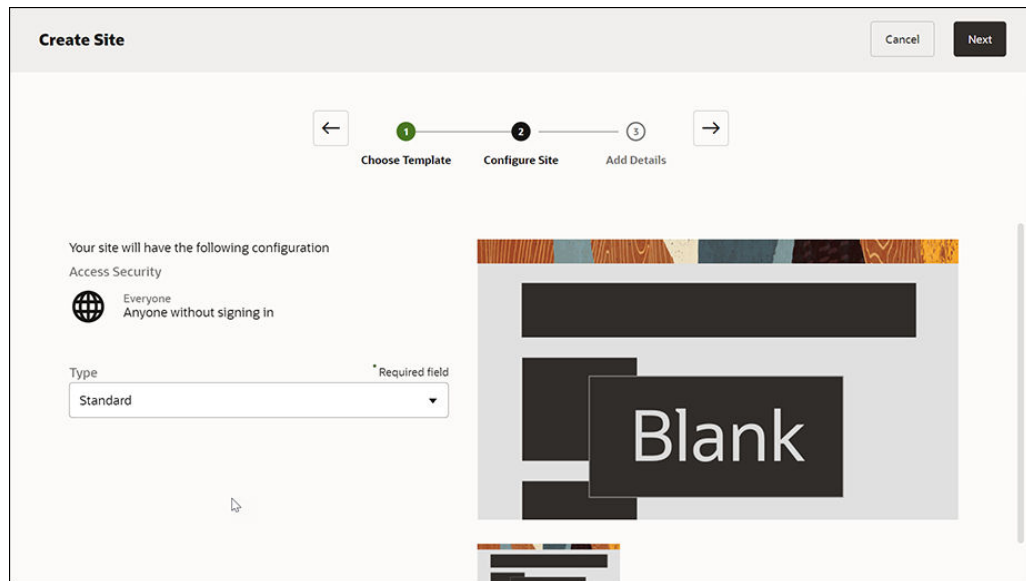 Create Site
Cancel
Next
1
2
3
Choose Template
Configure Site
Add Details
Your site will have the following configuration
Access Security
Everyone
Anyone without signing in
Type
* Required field
Standard
Blank